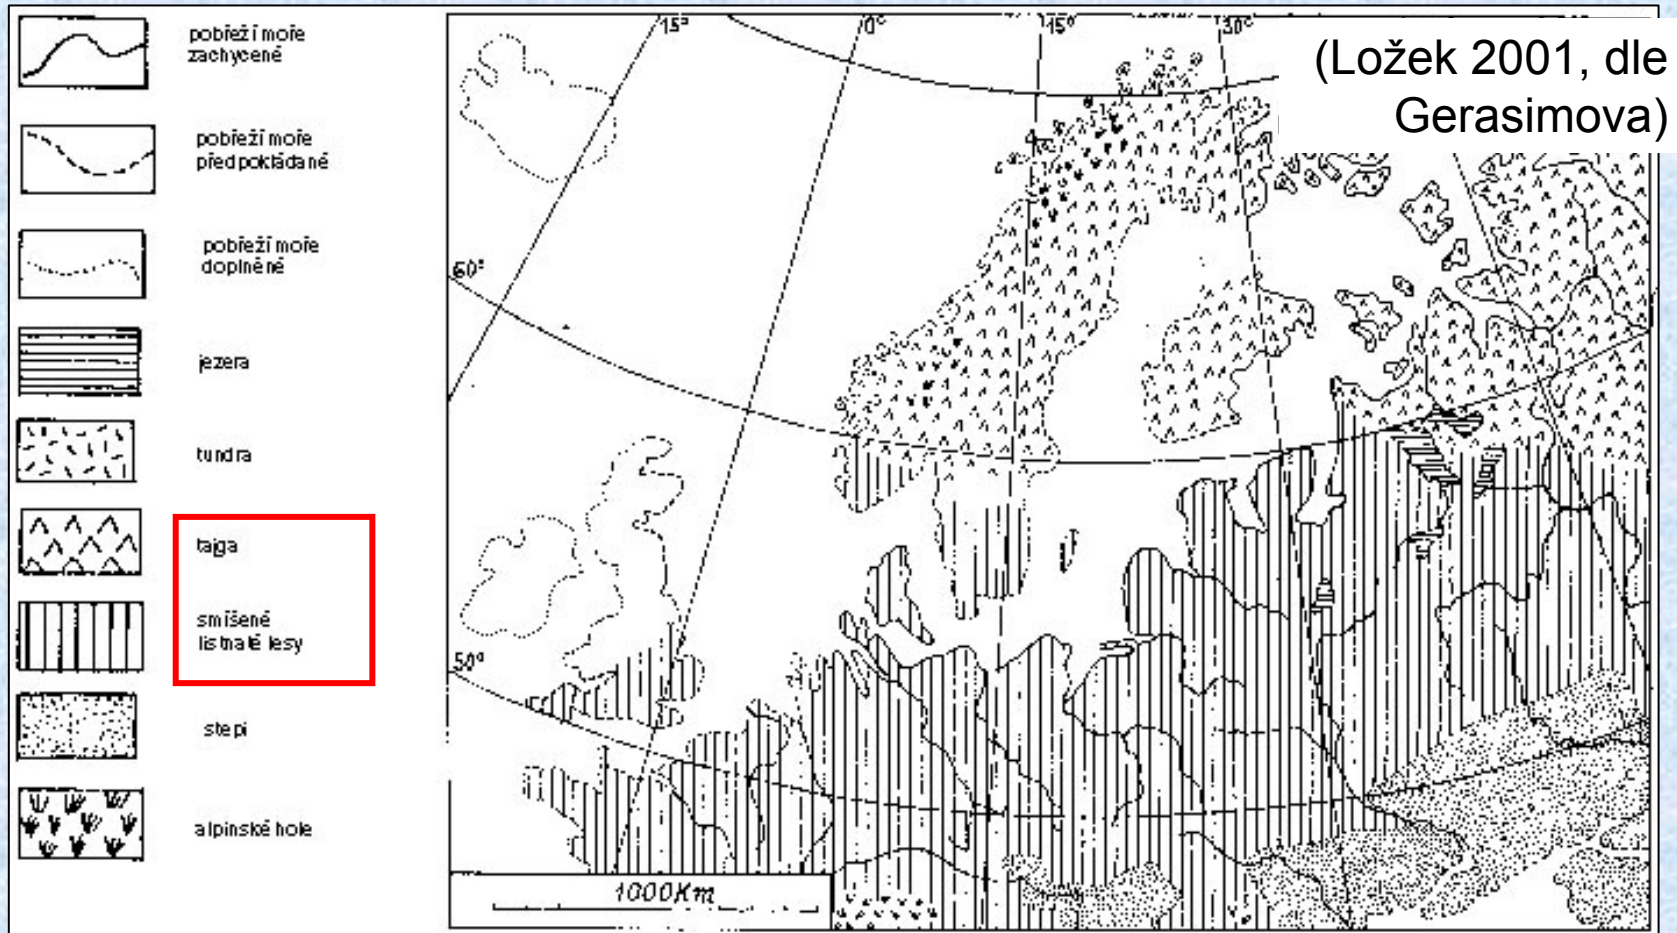 pobřeží moře
zachycené
pobřeží moře
předpokládané
pobřeží moře
doplněné
jezera
tundra
tajga
smíšené
listnaté lesy
stepi
alpinské hole
15°
0°
15°
30°
(Ložek 2001, dle
Gerasimova)
60°
50°
1000Km